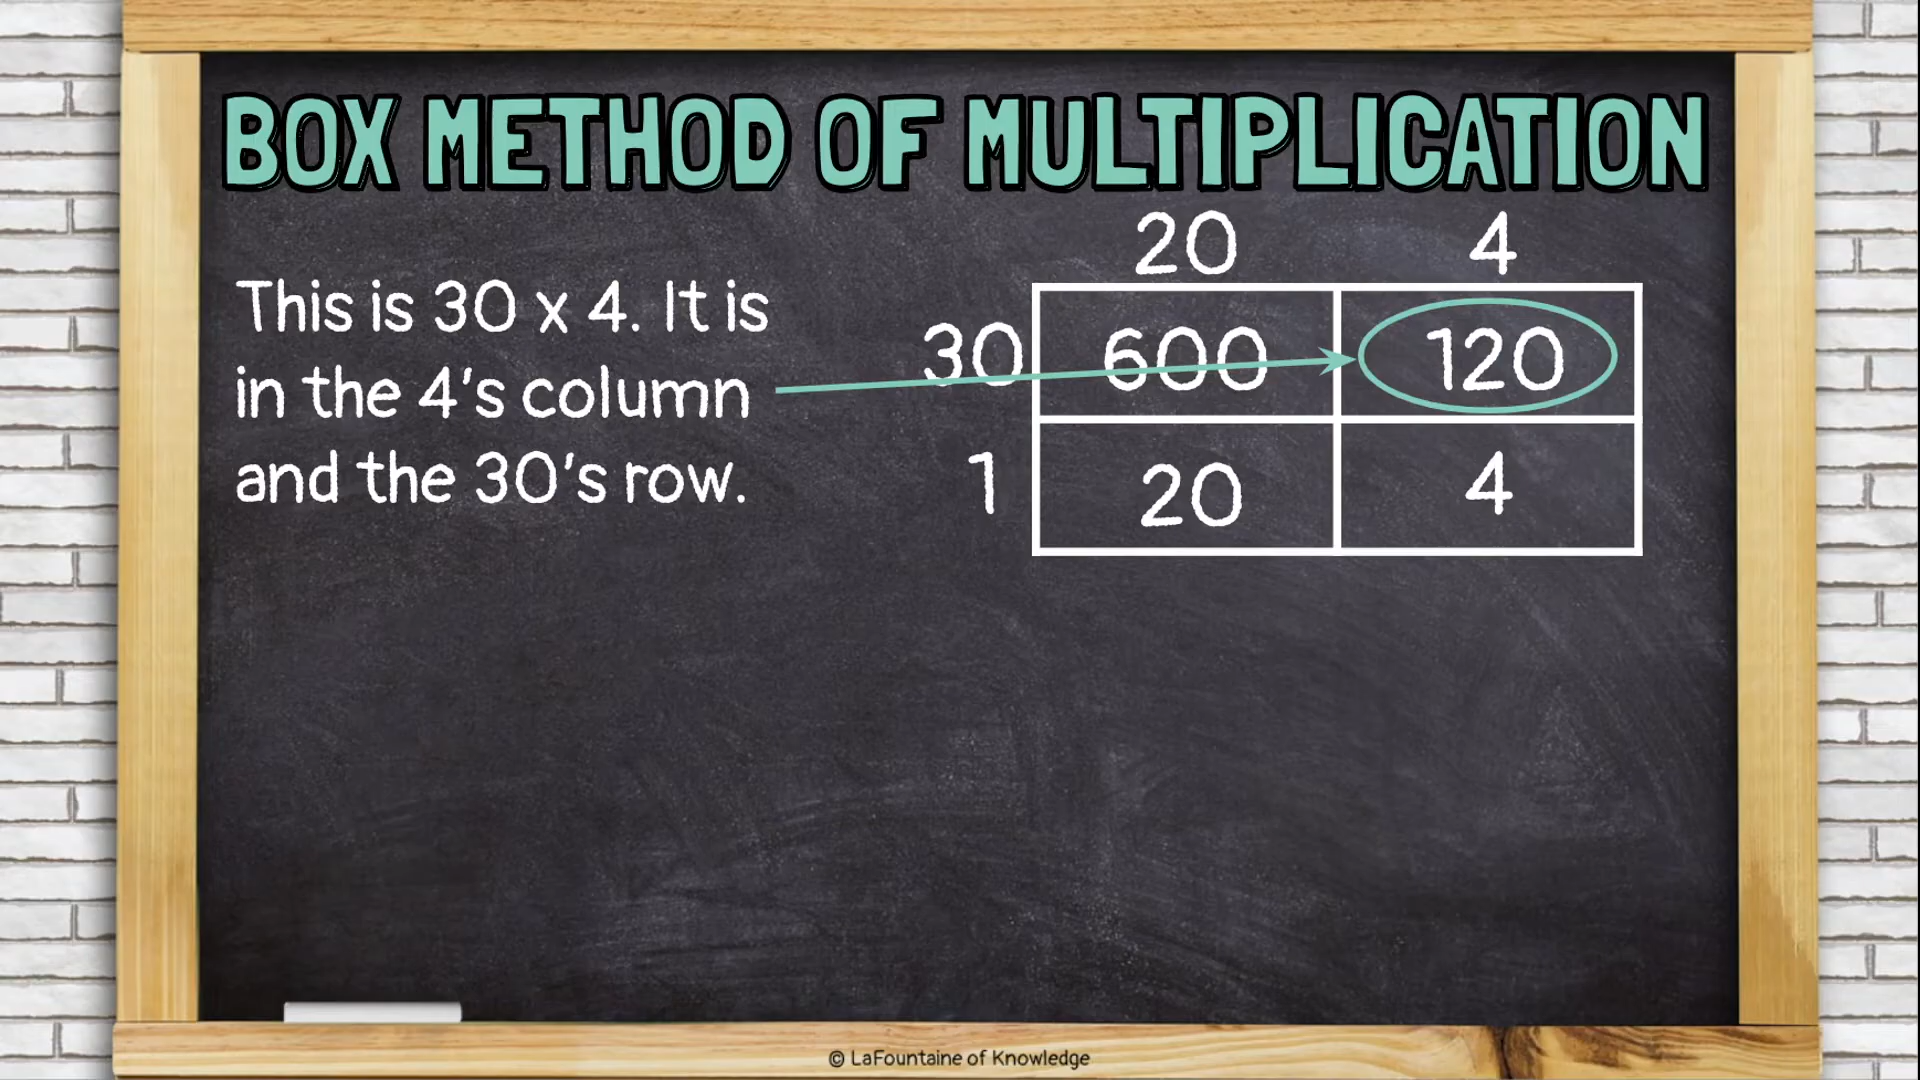 BOX METHOD OF MULTIPLICATION
20 4
This is 30 x 4. It is
in the 4's column
and the 30's row.
30 600 120
1 20 4
© LaFountaine of Knowledge